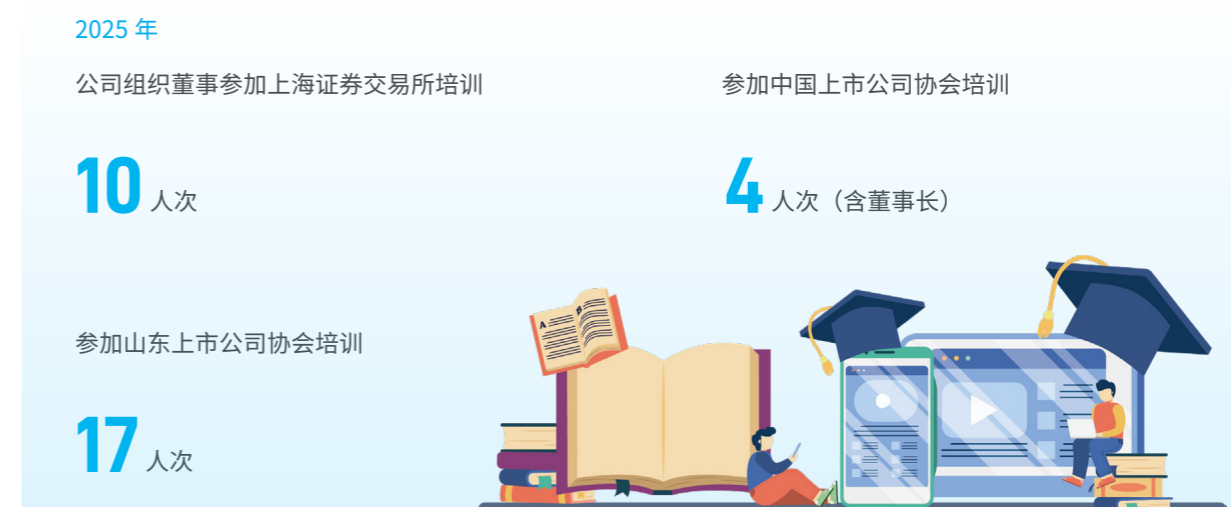 2025 年
公司组织董事参加上海证券交易所培训
参加中国上市公司协会培训
10 人次
4 人次（含董事长）
参加山东上市公司协会培训
17 人次
A
B